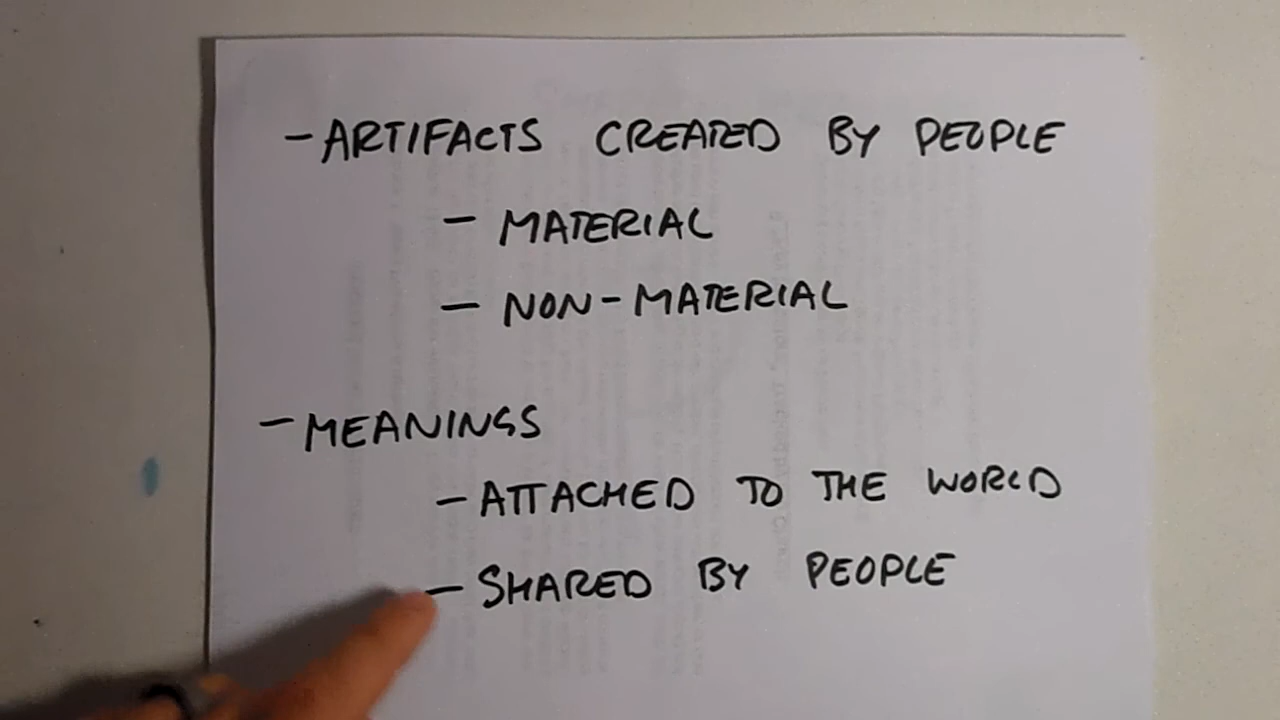 - ARTIFACTS CREATED BY PEOPLE
- MATERIAL
- NON-MATERIAL
- MEANINGS
- ATTACHED TO THE WORLD
- SHARED BY PEOPLE